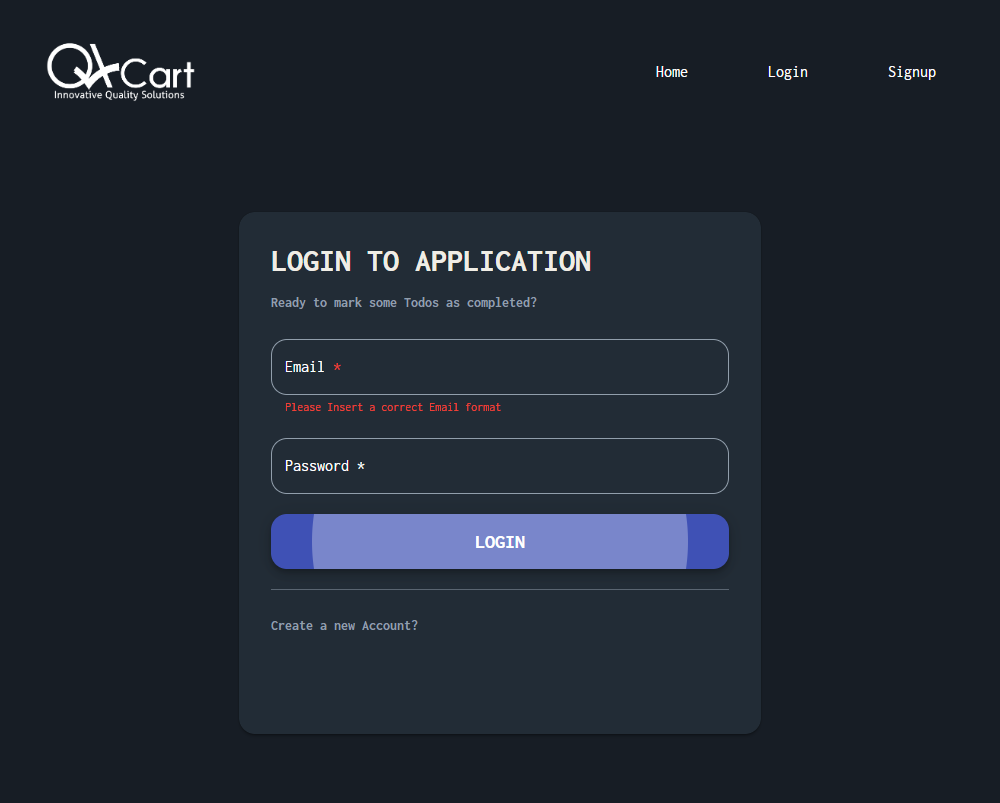 QACart
Innovative Quality Solutions
Home
Login
Signup
LOGIN TO APPLICATION
Ready to mark some Todos as completed?
Email *
Please Insert a correct Email format
Password *
LOGIN
Create a new Account?